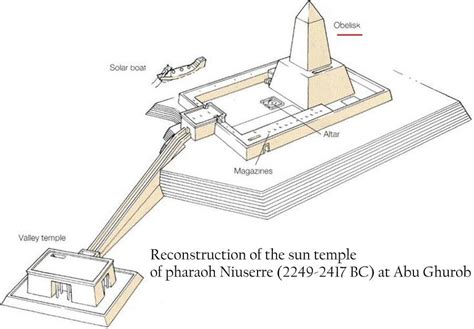 Obelisk
Solar boat
Altar
Magazines
Valley temple
Reconstruction of the sun temple
of pharaoh Niuserre (2249-2417 BC) at Abu Ghurob